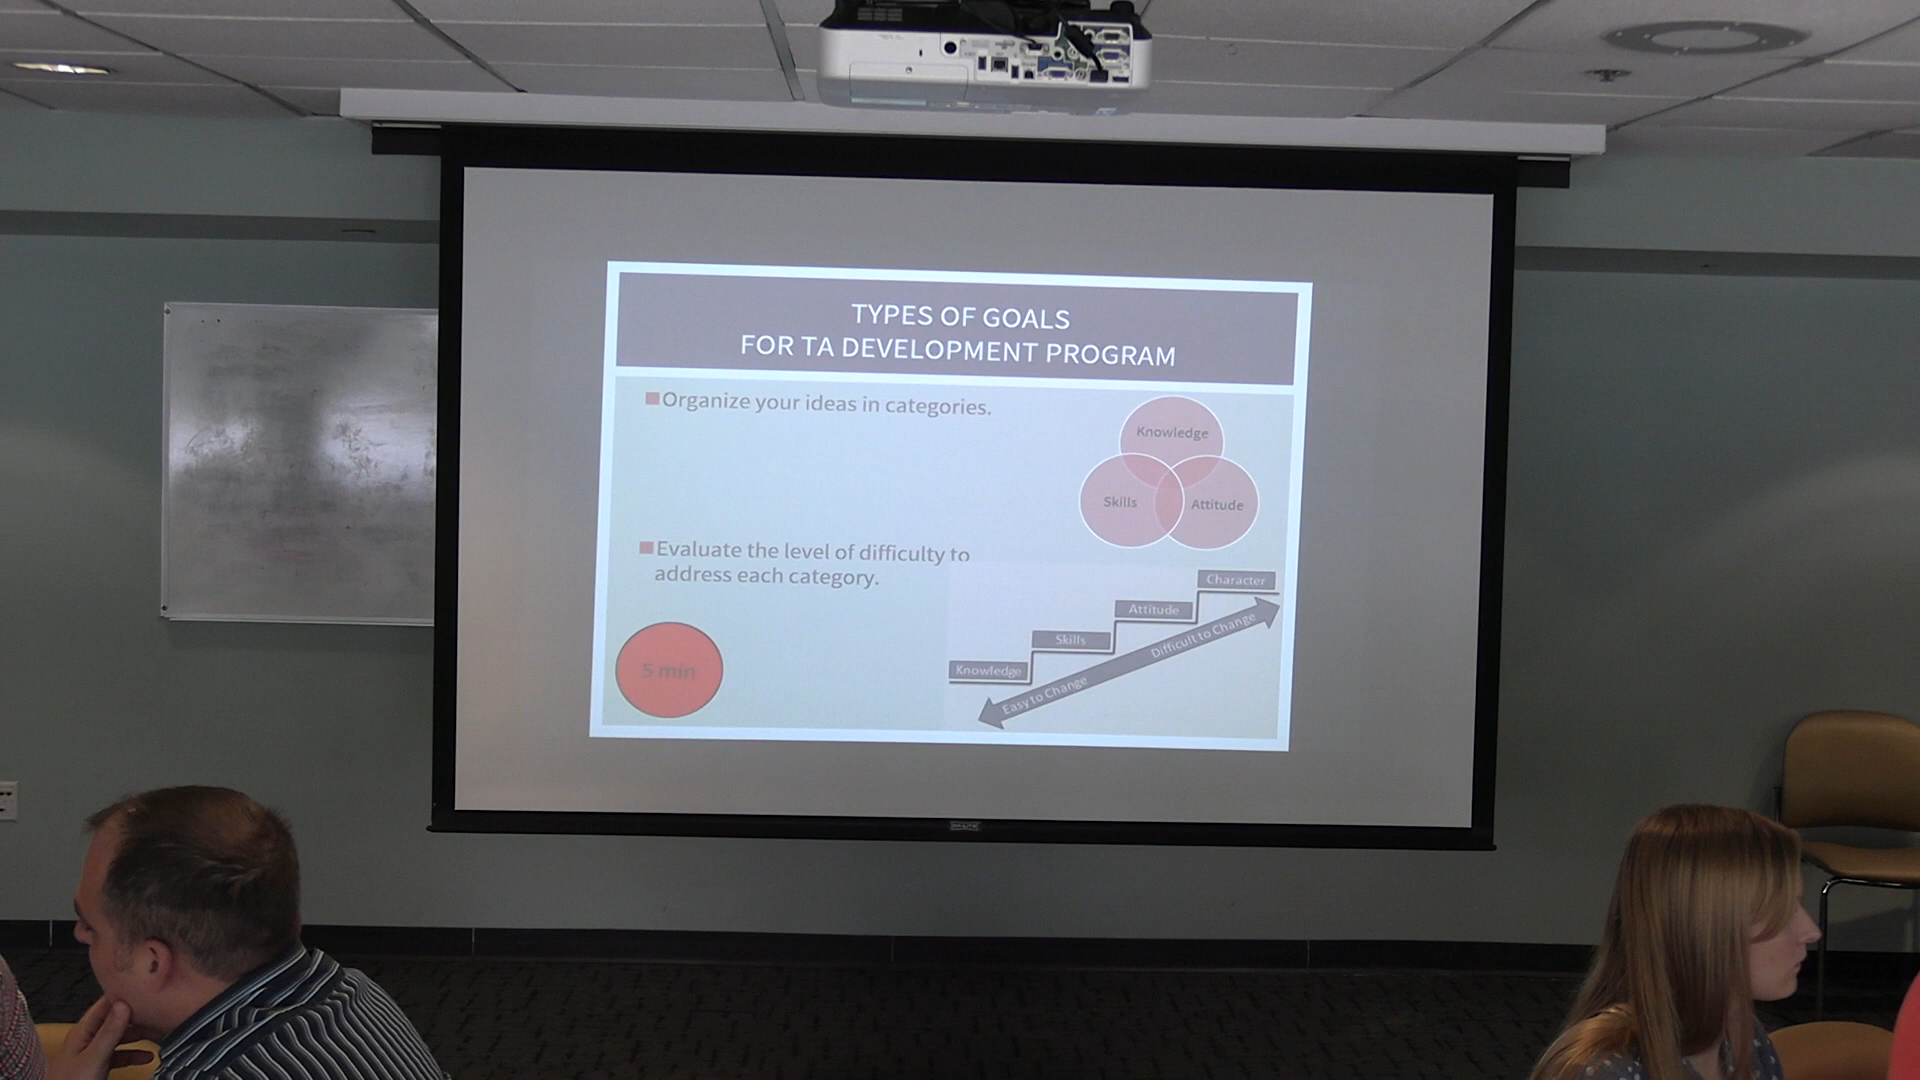 TYPES OF GOALS
FOR TA DEVELOPMENT PROGRAM
■Organize your ideas in categories.
Knowledge
Skills
Attitude
■Evaluate the level of difficulty to
address each category.
5 min
Character
Attitude
Skills
Knowledge
Difficult to Change
Easy to Change